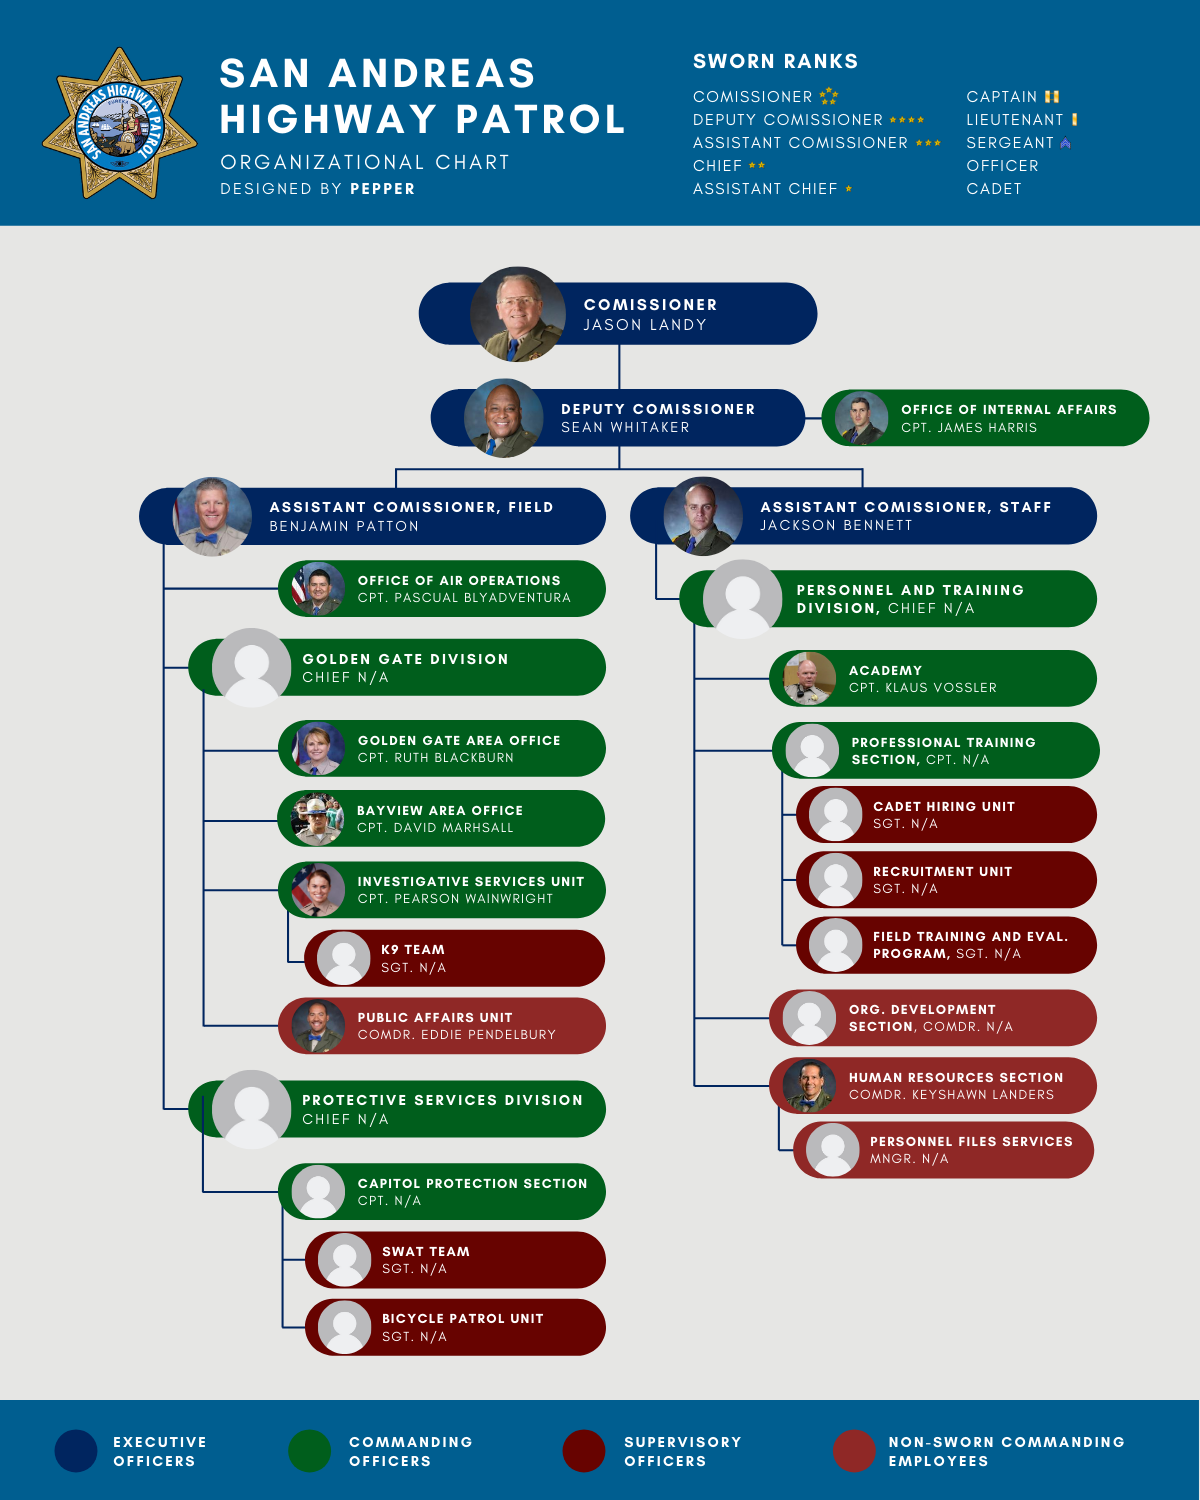 SAN ANDREAS HIGHWAY PATROL
EUREKA
SAN ANDREAS
HIGHWAY PATROL
ORGANIZATIONAL CHART
DESIGNED BY PEPPER
SWORN RANKS
COMISSIONER
DEPUTY COMISSIONER
ASSISTANT COMISSIONER
CHIEF
ASSISTANT CHIEF
CAPTAIN
LIEUTENANT
SERGEANT
OFFICER
CADET
COMISSIONER
JASON LANDY
DEPUTY COMISSIONER
SEAN WHITAKER
OFFICE OF INTERNAL AFFAIRS
CPT. JAMES HARRIS
ASSISTANT COMISSIONER, FIELD
BENJAMIN PATTON
OFFICE OF AIR OPERATIONS
CPT. PASCUAL BLYADVENTURA
GOLDEN GATE DIVISION
CHIEF N/A
GOLDEN GATE AREA OFFICE
CPT. RUTH BLACKBURN
BAYVIEW AREA OFFICE
CPT. DAVID MARHSALL
INVESTIGATIVE SERVICES UNIT
CPT. PEARSON WAINWRIGHT
K9 TEAM
SGT. N/A
PUBLIC AFFAIRS UNIT
COMDR. EDDIE PENDELBURY
PROTECTIVE SERVICES DIVISION
CHIEF N/A
CAPITOL PROTECTION SECTION
CPT. N/A
SWAT TEAM
SGT. N/A
BICYCLE PATROL UNIT
SGT. N/A
ASSISTANT COMISSIONER, STAFF
JACKSON BENNETT
PERSONNEL AND TRAINING
DIVISION, CHIEF N/A
ACADEMY
CPT. KLAUS VOSSLER
PROFESSIONAL TRAINING
SECTION, CPT. N/A
CADET HIRING UNIT
SGT. N/A
RECRUITMENT UNIT
SGT. N/A
FIELD TRAINING AND EVAL.
PROGRAM, SGT. N/A
ORG. DEVELOPMENT
SECTION, COMDR. N/A
HUMAN RESOURCES SECTION
COMDR. KEYSHAWN LANDERS
PERSONNEL FILES SERVICES
MNGR. N/A
EXECUTIVE
OFFICERS
COMMANDING
OFFICERS
SUPERVISORY
OFFICERS
NON-SWORN COMMANDING
EMPLOYEES